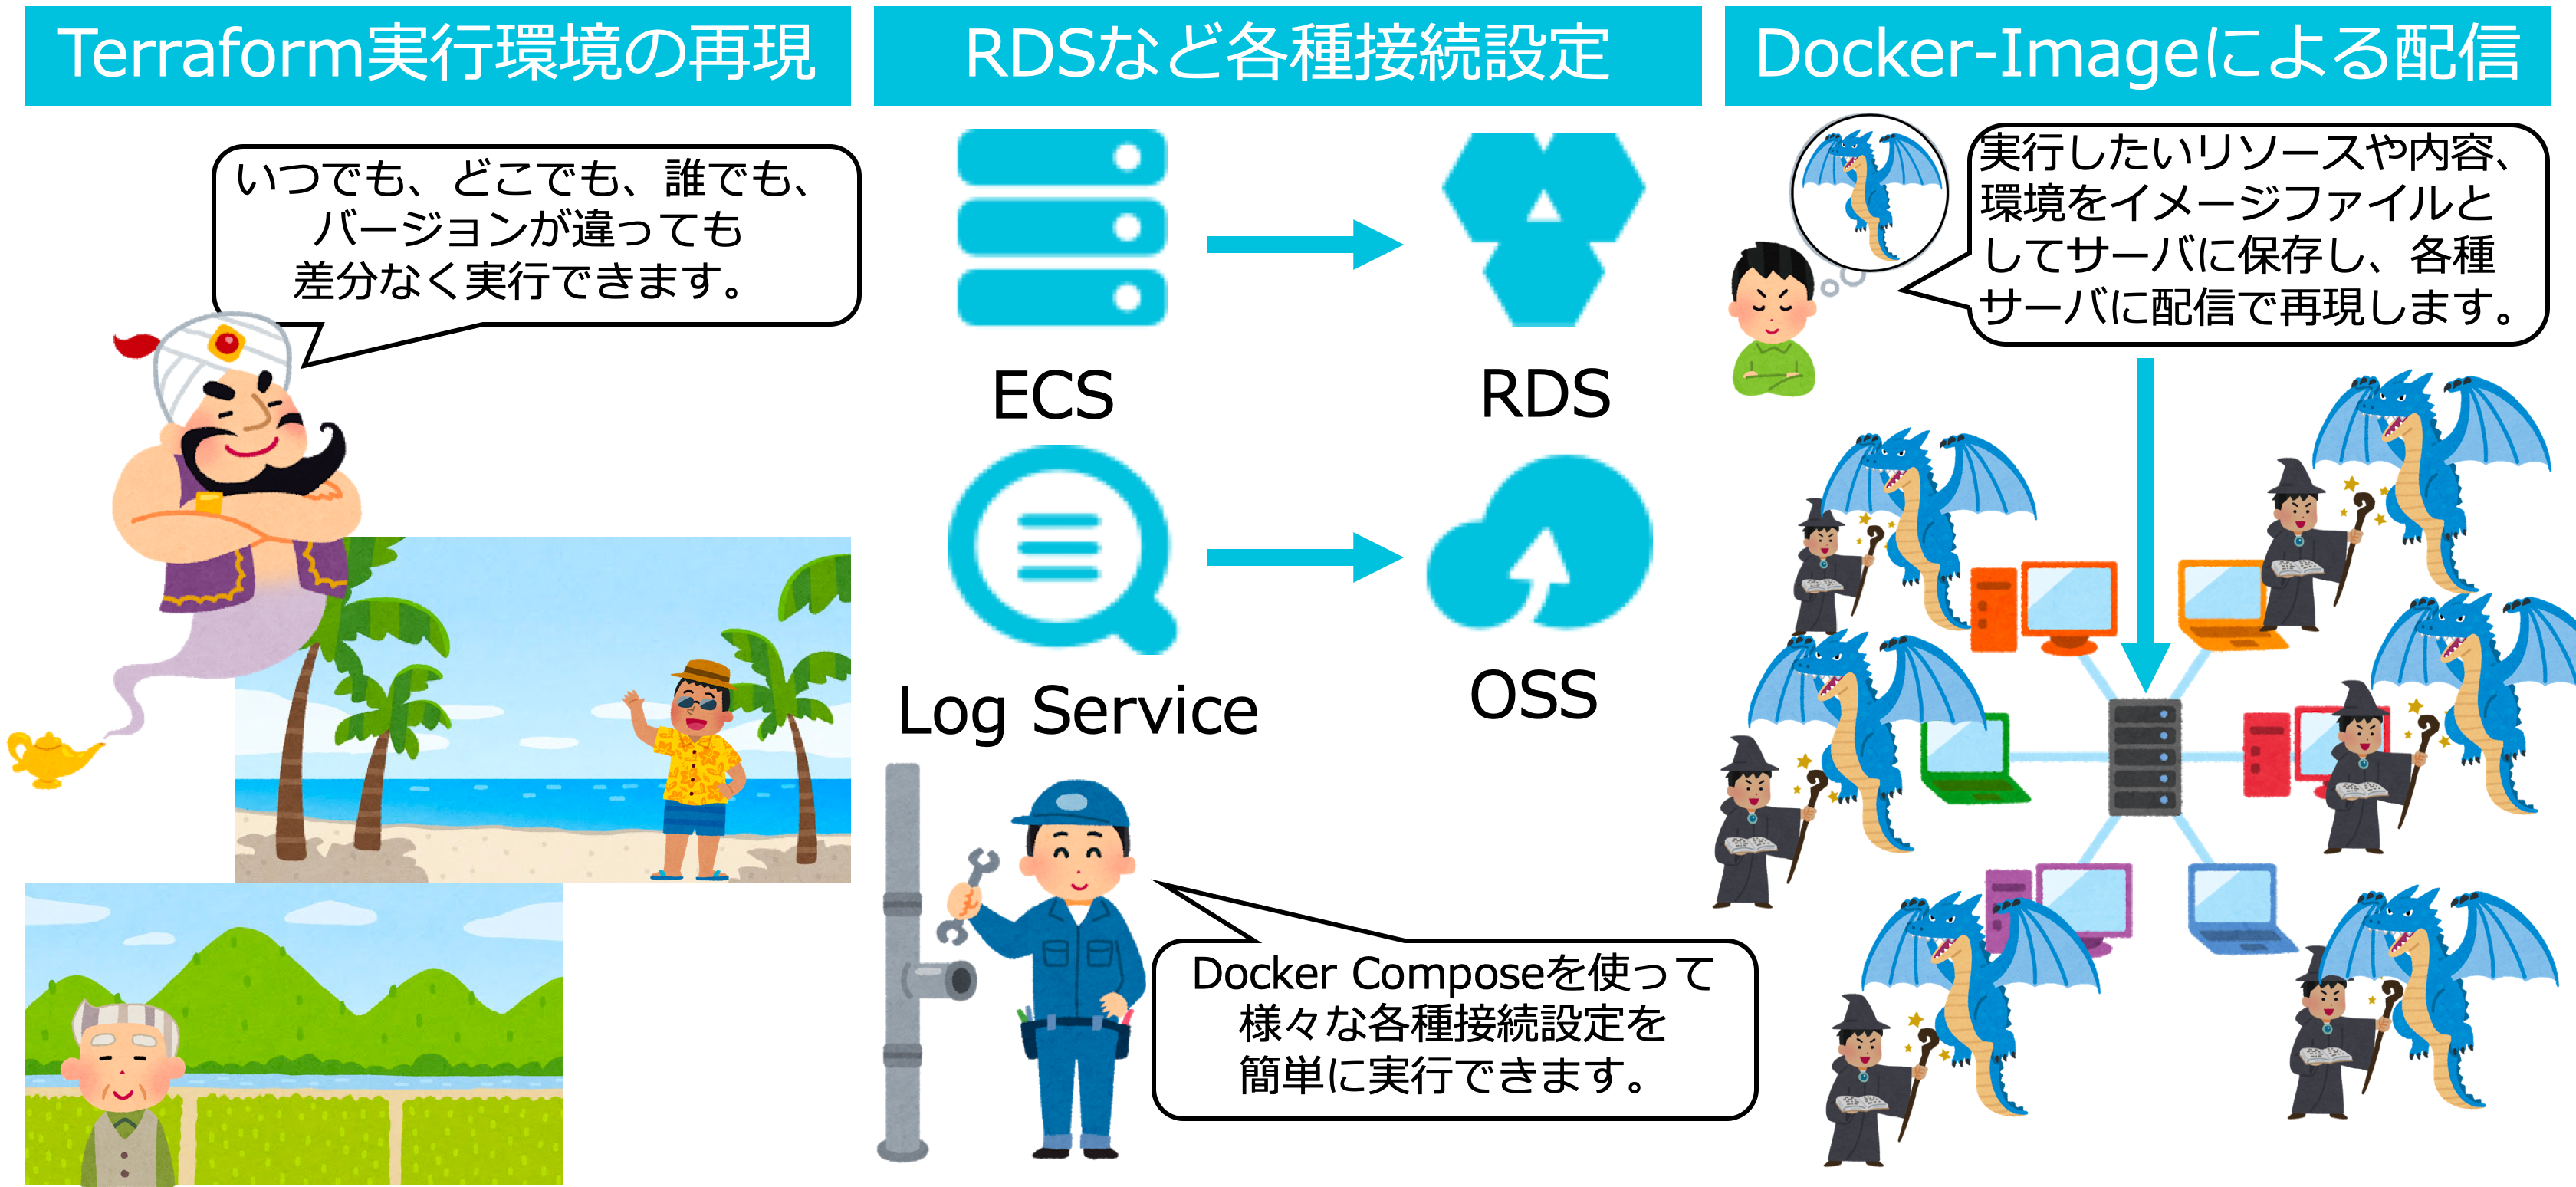 Terraform実行環境の再現
いつでも、どこでも、誰でも、
バージョンが違っても
差分なく実行できます。
RDSなど各種接続設定
ECS
RDS
Log Service
OSS
Docker Composeを使って
様々な各種接続設定を
簡単に実行できます。
Docker-Imageによる配信
実行したいリソースや内容、
環境をイメージファイルと
してサーバに保存し、各種
サーバに配信で再現します。